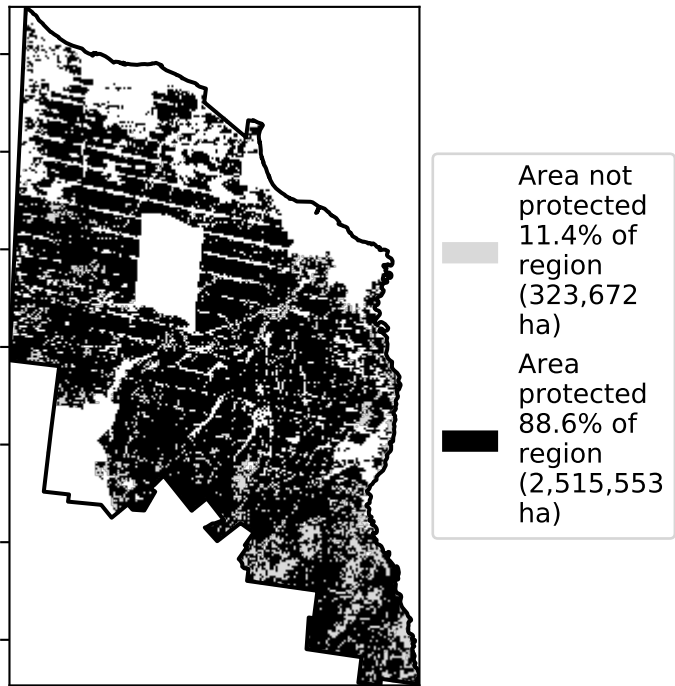 Area not
protected
11.4% of
region
(323,672
ha)
Area
protected
88.6% of
region
(2,515,553
ha)